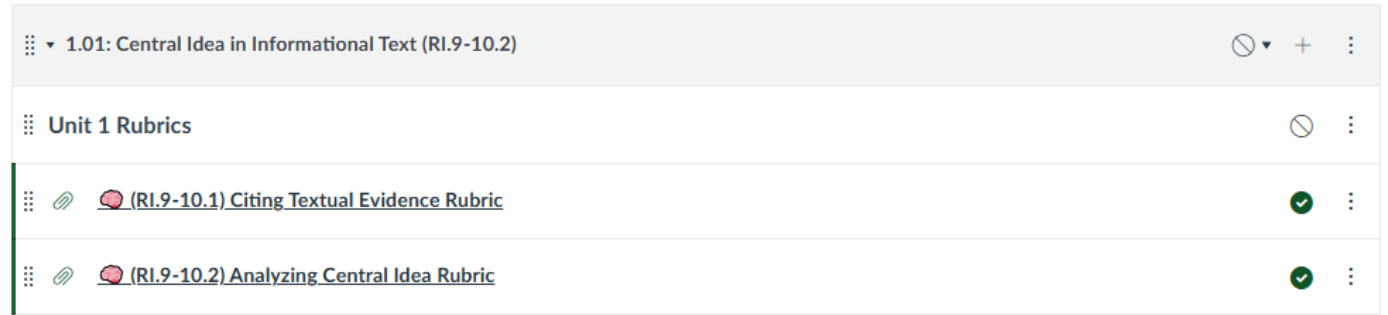 1.01: Central Idea in Informational Text (RI.9-10.2)
Unit 1 Rubrics
(RI.9-10.1) Citing Textual Evidence Rubric
(RI.9-10.2) Analyzing Central Idea Rubric